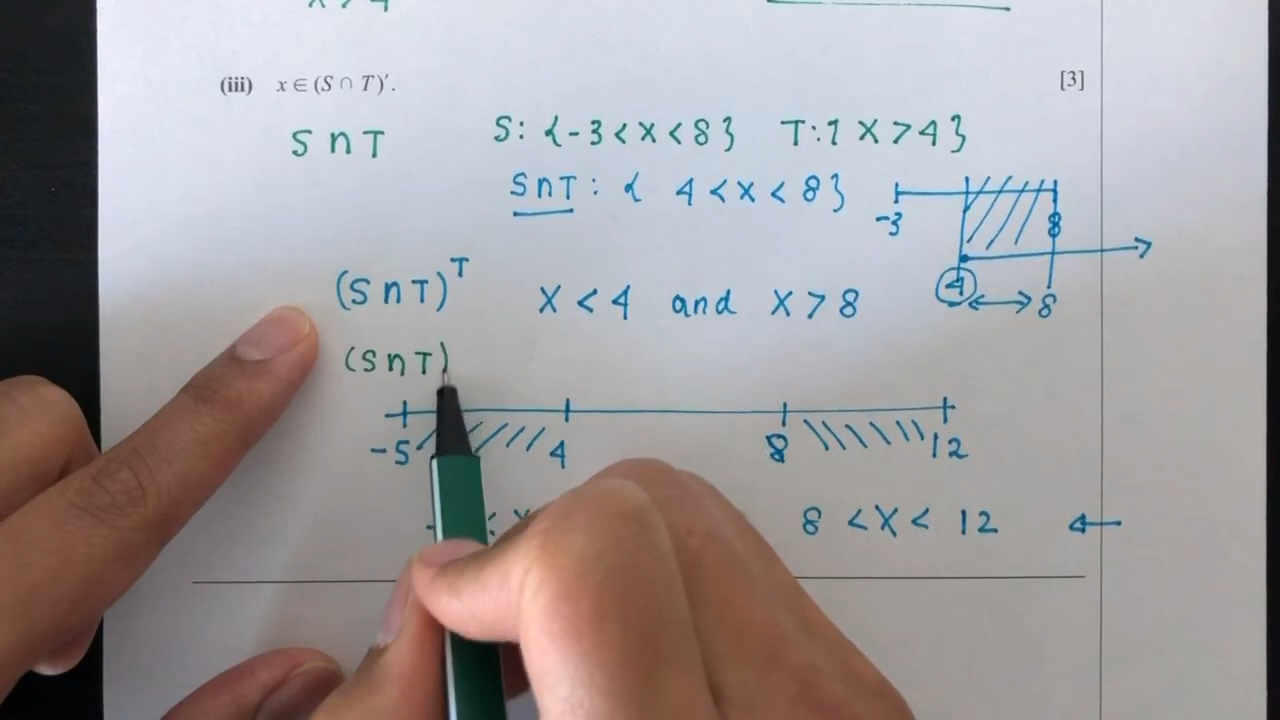 (iii) x ∈ (S ∩ T)′. [3]
S n T S: {-3 < x < 8} T: { x > 4 }
S n T : { 4 < x < 8 }
-3 8
4 8
(S n T)ᵀ x < 4 and x > 8
(S n T)
-5 4 8 12
8 < x < 12